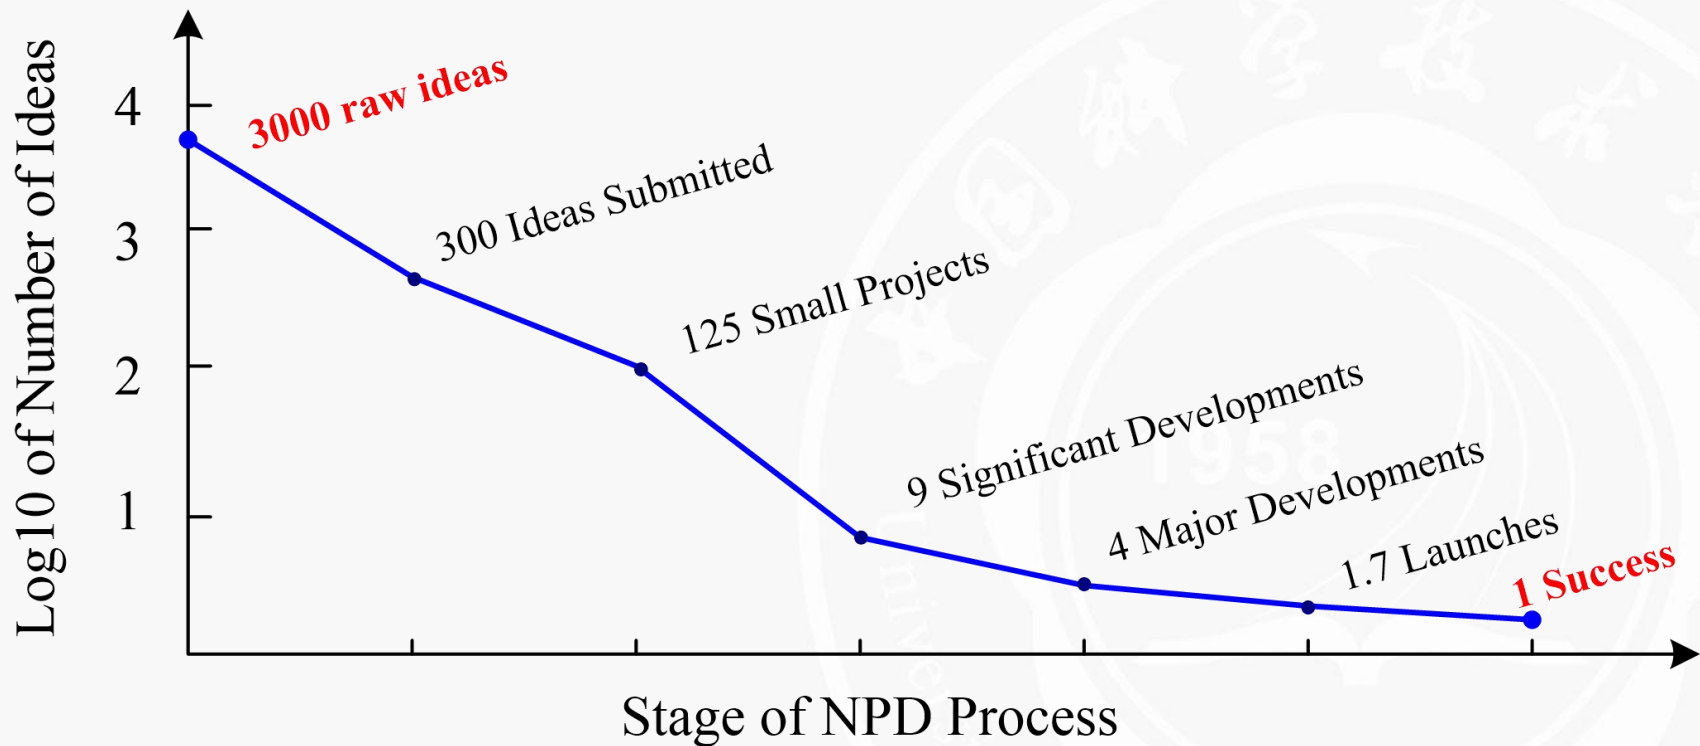 Log10 of Number of Ideas
4
3
2
1
3000 raw ideas
300 Ideas Submitted
125 Small Projects
9 Significant Developments
4 Major Developments
1.7 Launches
1 Success
Stage of NPD Process
1958